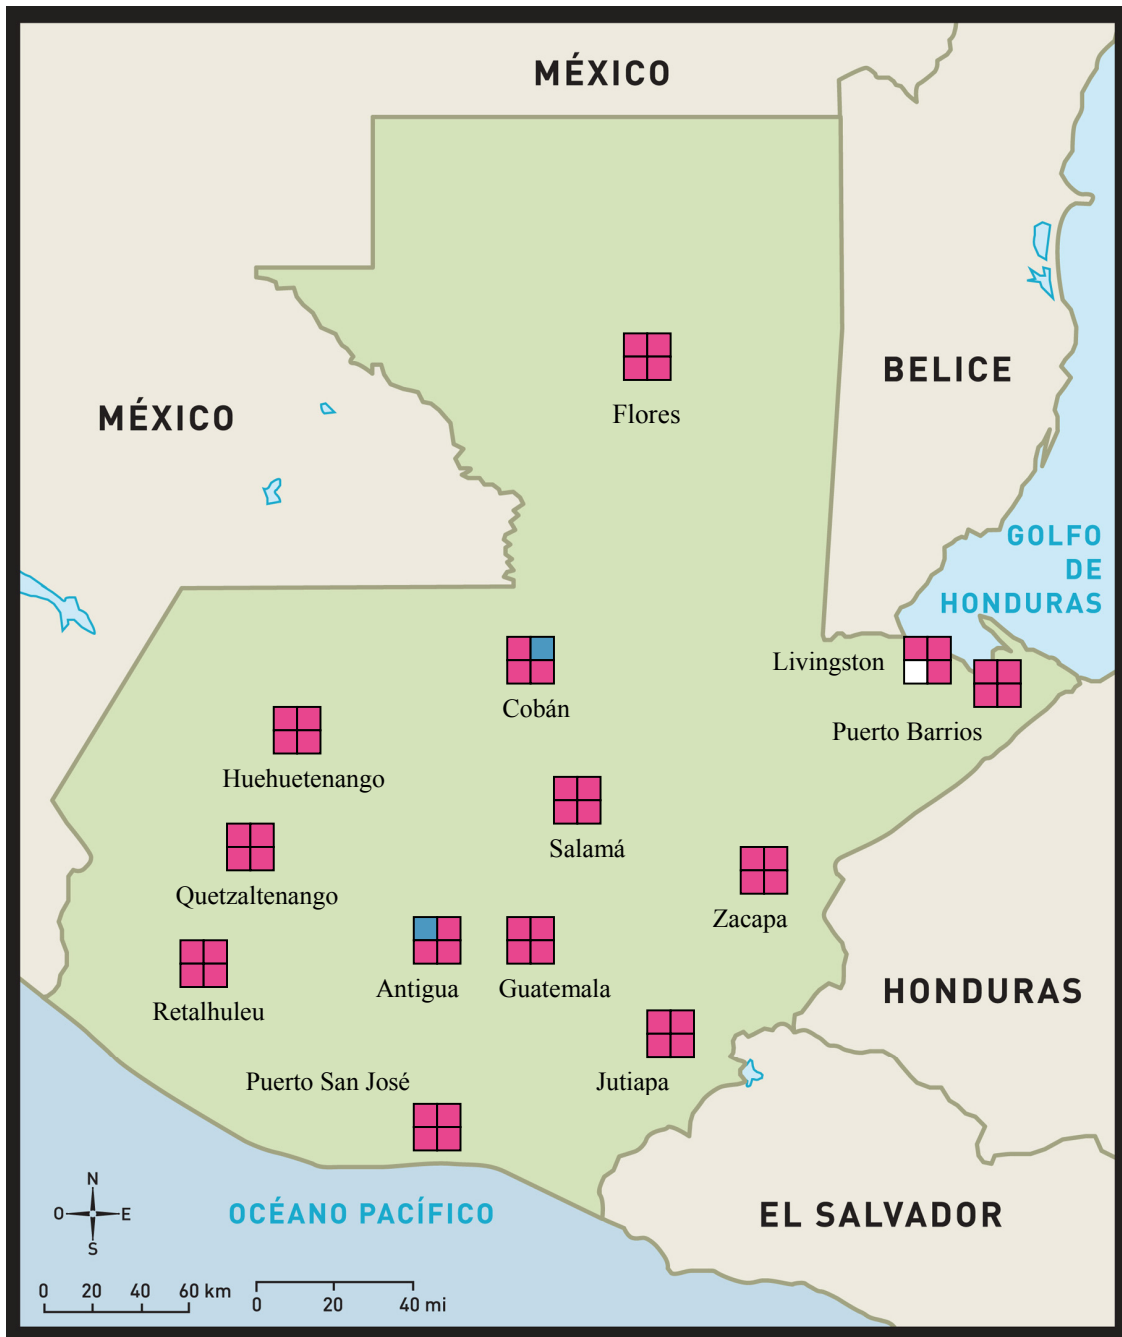 MÉXICO
Flores
BELICE
MÉXICO
GOLFO
DE
HONDURAS
Livingston
Cobán
Puerto Barrios
Huehuetenango
Salamá
Quetzaltenango
Zacapa
Antigua
Guatemala
HONDURAS
Retalhuleu
Puerto San José
Jutiapa
N
O E
S
OCÉANO PACÍFICO
EL SALVADOR
0 20 40 60 km
0 20 40 mi